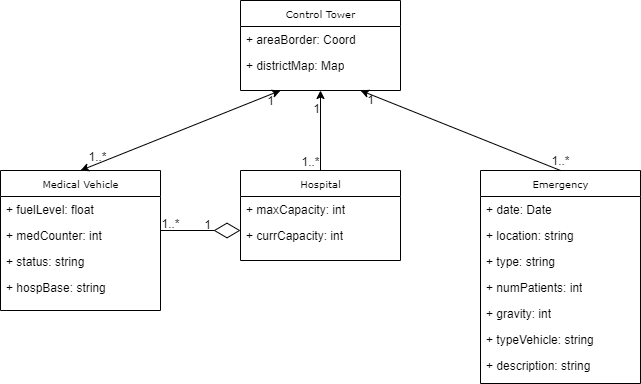 Control Tower
+ areaBorder: Coord
+ districtMap: Map
1
1
1
1..*
1..*
1..*
Medical Vehicle
+ fuelLevel: float
+ medCounter: int
+ status: string
+ hospBase: string
1..*
1
Hospital
+ maxCapacity: int
+ currCapacity: int
Emergency
+ date: Date
+ location: string
+ type: string
+ numPatients: int
+ gravity: int
+ typeVehicle: string
+ description: string